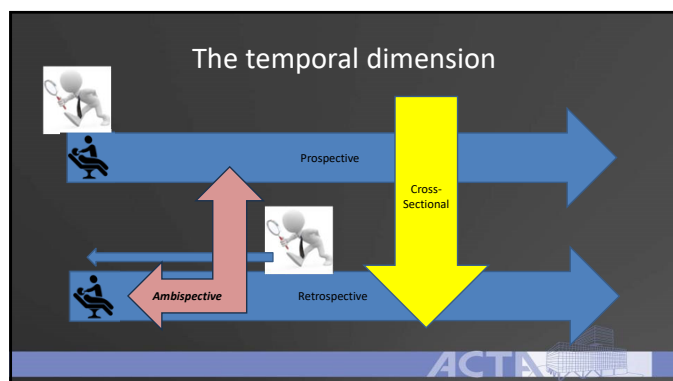 The temporal dimension
Prospective
Cross-
Sectional
Ambispective
Retrospective
ACTA